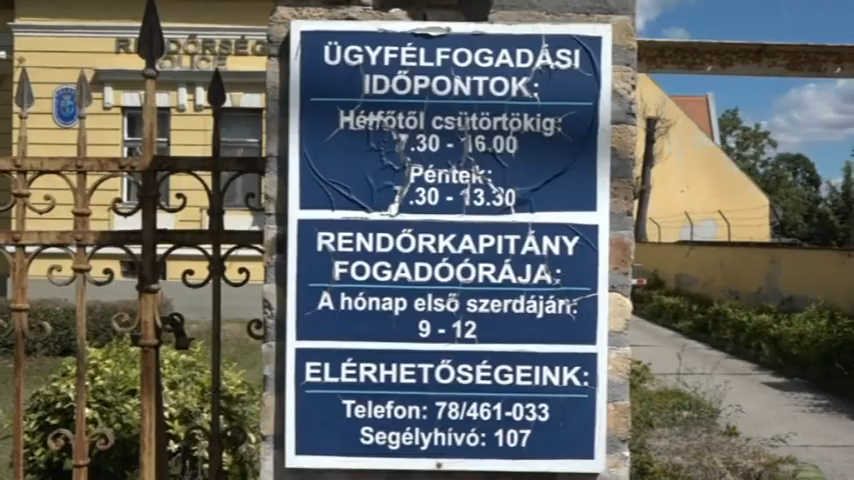 RENDŐRSÉG
POLICE
ÜGYFÉLFOGADÁSI
IDŐPONTOK:
Hétfőtől csütörtökig:
7.30 - 16.00
Péntek:
7.30 - 13.30
RENDŐRKAPITÁNY
FOGADÓÓRÁJA:
A hónap első szerdáján:
9 - 12
ELÉRHETŐSÉGEINK:
Telefon: 78/461-033
Segélyhívó: 107